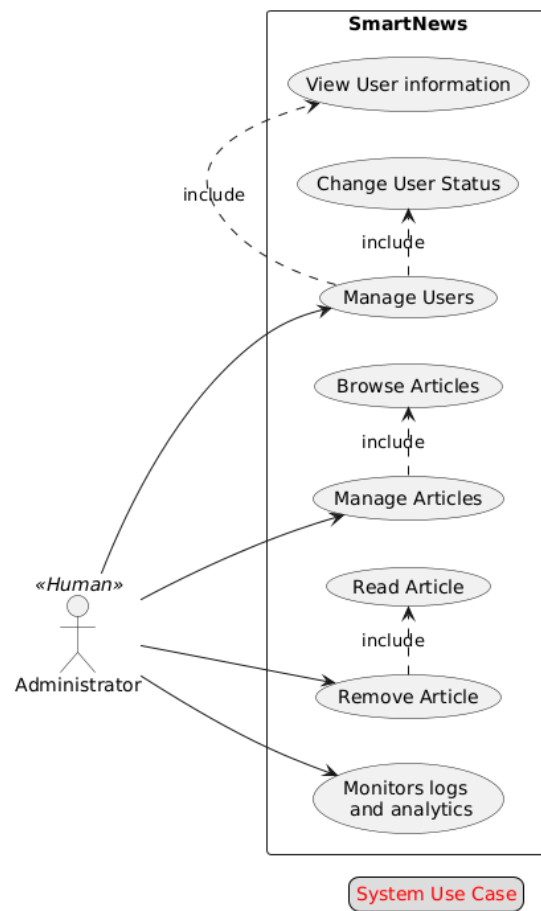 SmartNews
View User information
include
Change User Status
include
Manage Users
Browse Articles
include
Manage Articles
«Human»
Administrator
Read Article
include
Remove Article
Monitors logs
and analytics
System Use Case